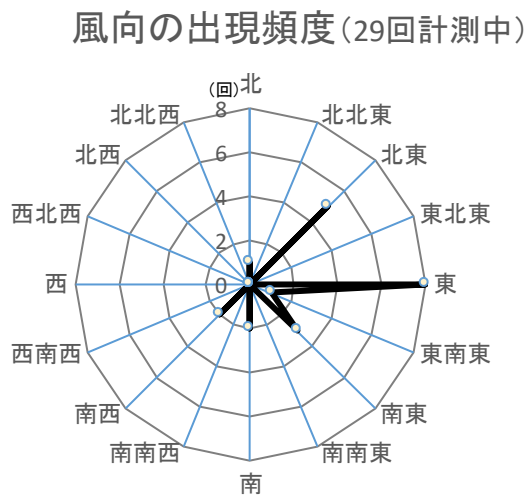 風向の出現頻度(29回計測中)
(回)
北
北北東
北東
東北東
東
東南東
南東
南南東
南
南南西
南西
西南西
西
西北西
北西
北北西
8
6
4
2
0